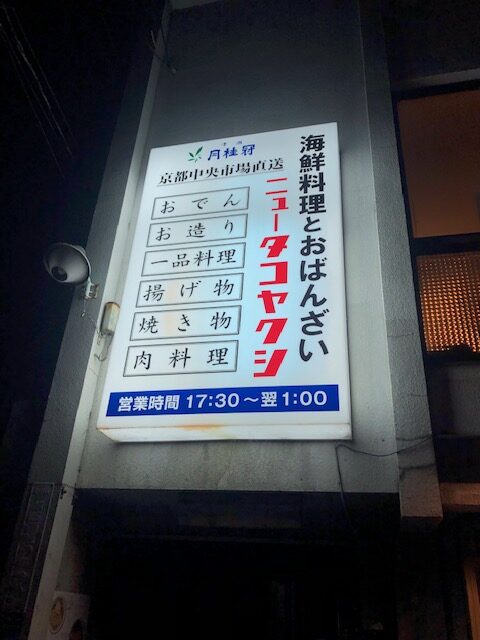 海鮮料理とおばんざい
ニュータコヤクシ
清酒
月桂冠
京都中央市場直送
おでん
お造り
一品料理
揚げ物
焼き物
肉料理
営業時間 17:30～翌1:00